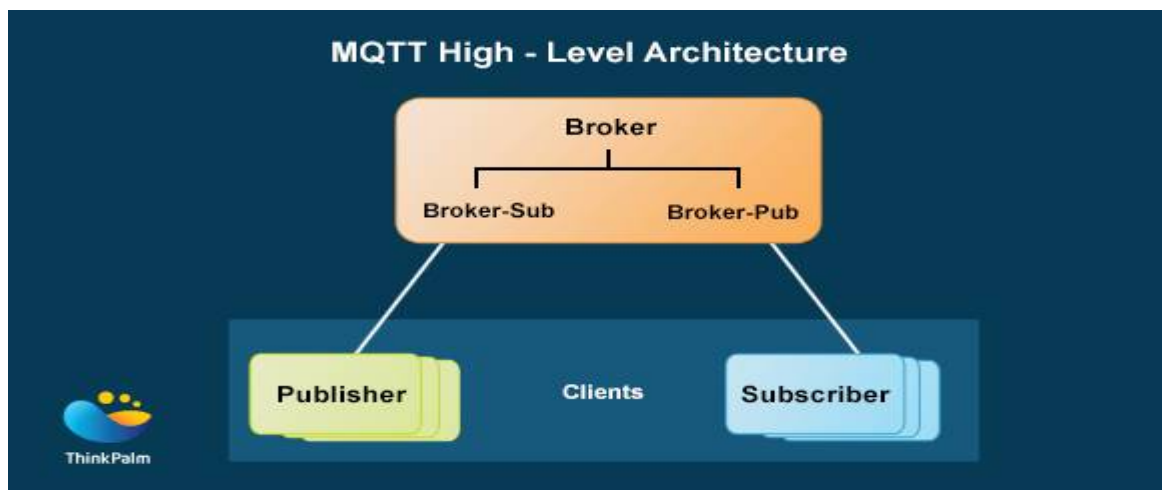 MQTT High - Level Architecture
Broker
Broker-Sub
Broker-Pub
Publisher
Clients
Subscriber
ThinkPalm